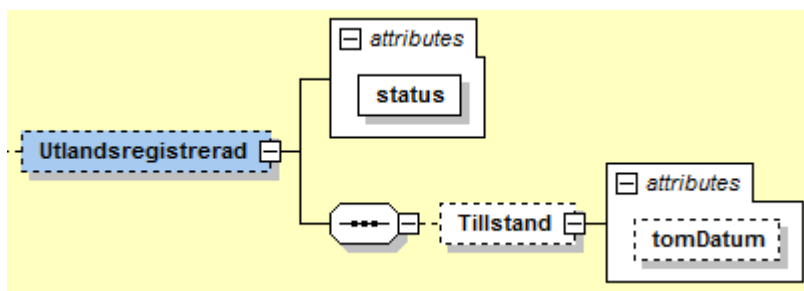 attributes
status
Utlandsregistrerad
Tillstand
attributes
tomDatum